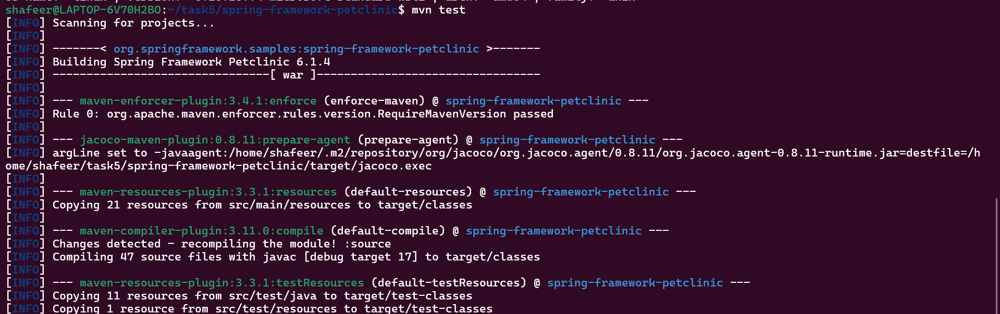 shafeer@LAPTOP-6V70H2BO:~/task5/spring-framework-petclinic$ mvn test
[INFO] Scanning for projects...
[INFO]
[INFO] -------< org.springframework.samples:spring-framework-petclinic >-------
[INFO] Building Spring Framework Petclinic 6.1.4
[INFO] --------------------------------[ war ]---------------------------------
[INFO]
[INFO] --- maven-enforcer-plugin:3.4.1:enforce (enforce-maven) @ spring-framework-petclinic ---
[INFO] Rule 0: org.apache.maven.enforcer.rules.version.RequireMavenVersion passed
[INFO]
[INFO] --- jacoco-maven-plugin:0.8.11:prepare-agent (prepare-agent) @ spring-framework-petclinic ---
[INFO] argLine set to -javaagent:/home/shafeer/.m2/repository/org/jacoco/org.jacoco.agent/0.8.11/org.jacoco.agent-0.8.11-runtime.jar=destfile=/h
ome/shafeer/task5/spring-framework-petclinic/target/jacoco.exec
[INFO]
[INFO] --- maven-resources-plugin:3.3.1:resources (default-resources) @ spring-framework-petclinic ---
[INFO] Copying 21 resources from src/main/resources to target/classes
[INFO]
[INFO] --- maven-compiler-plugin:3.11.0:compile (default-compile) @ spring-framework-petclinic ---
[INFO] Changes detected - recompiling the module! :source
[INFO] Compiling 47 source files with javac [debug target 17] to target/classes
[INFO]
[INFO] --- maven-resources-plugin:3.3.1:testResources (default-testResources) @ spring-framework-petclinic ---
[INFO] Copying 11 resources from src/test/java to target/test-classes
[INFO] Copying 1 resource from src/test/resources to target/test-classes